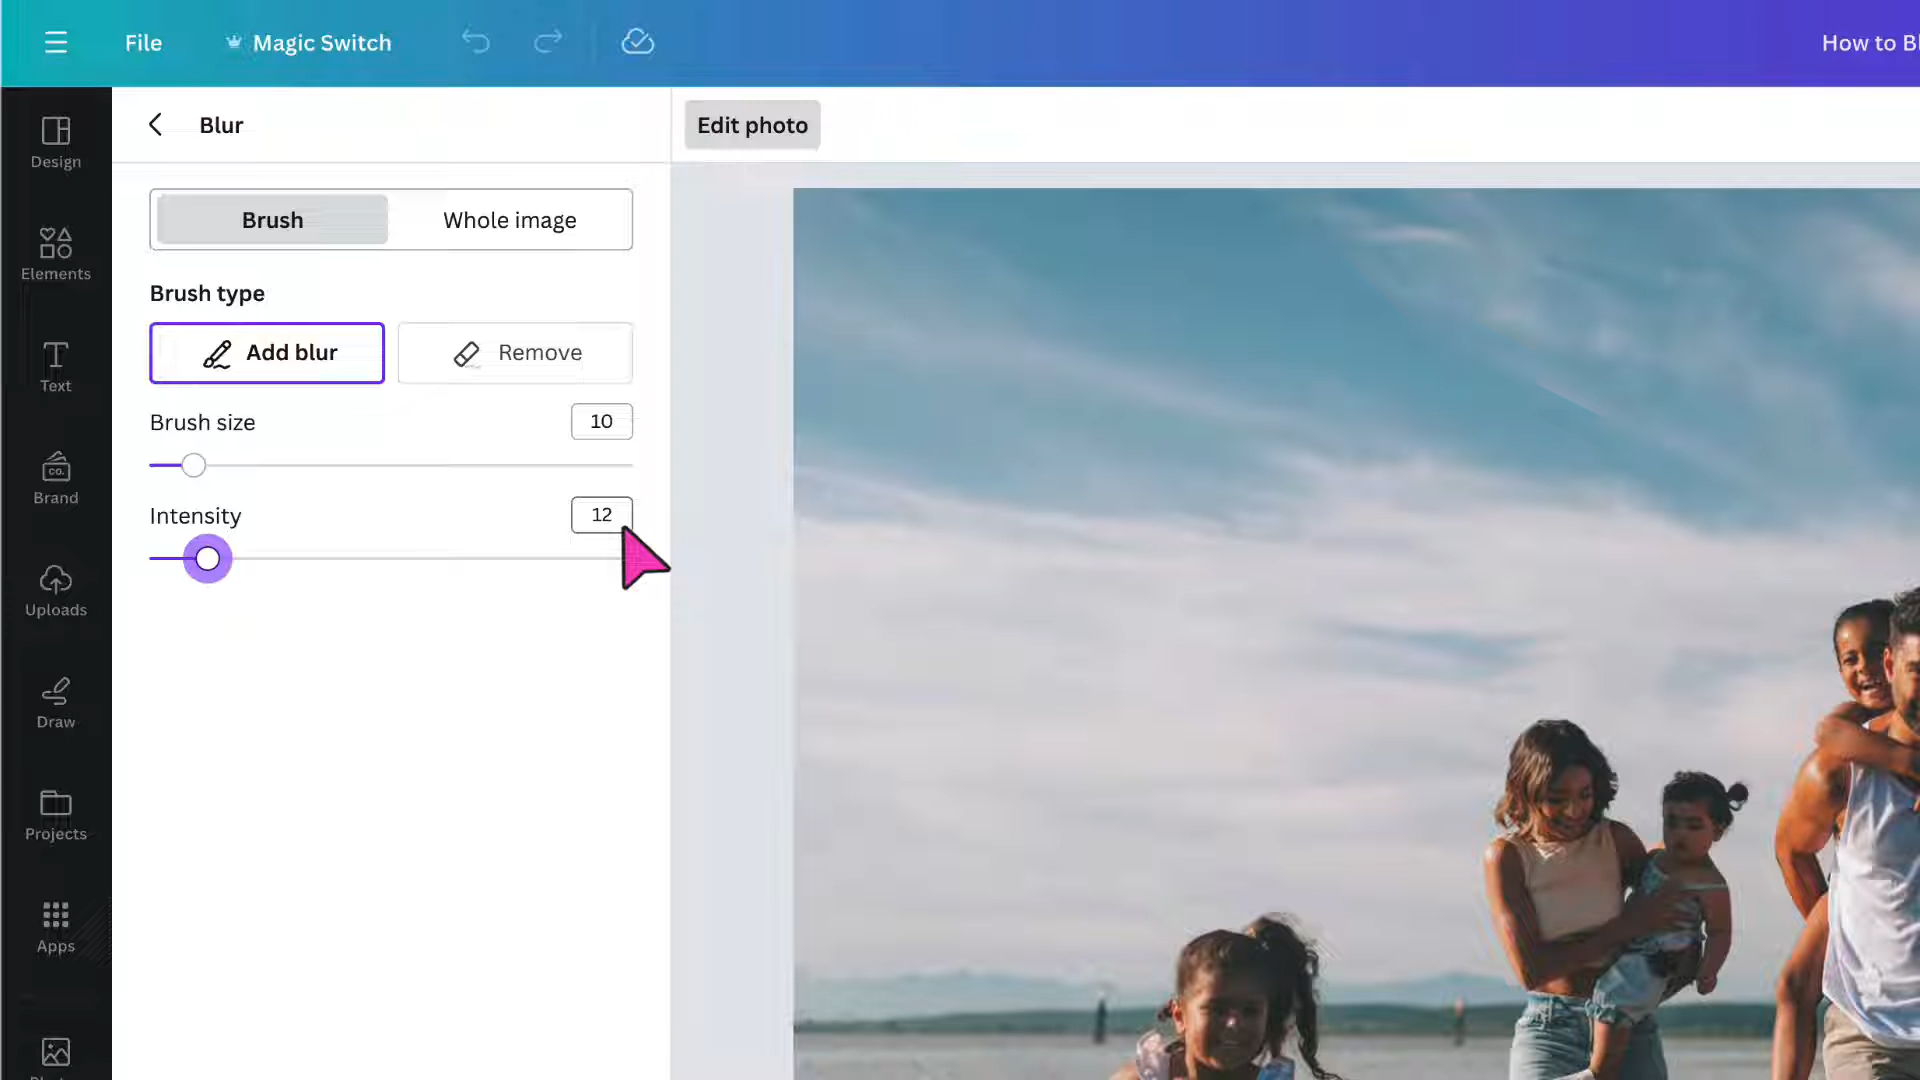 File
Magic Switch
How to Bl
Design
Elements
Text
CO.
Brand
Uploads
Draw
Projects
Apps
Blur
Edit photo
Brush
Whole image
Brush type
Add blur
Remove
Brush size
10
Intensity
12